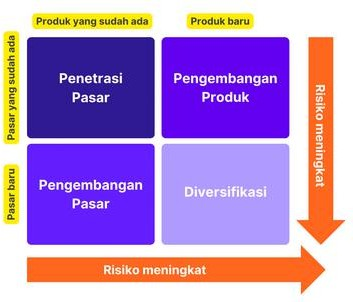 Produk yang sudah ada
Produk baru
Pasar yang sudah ada
Penetrasi
Pasar
Pengembangan
Produk
Risiko meningkat
Pasar baru
Pengembangan
Pasar
Diversifikasi
Risiko meningkat